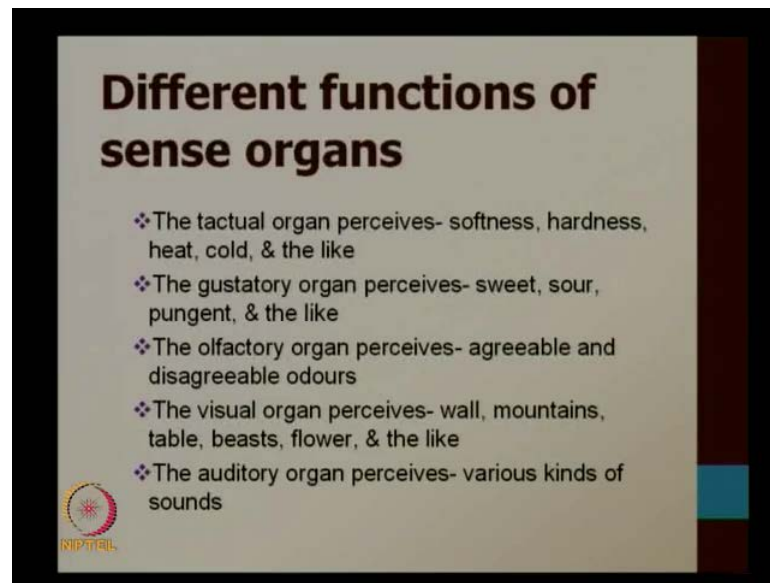 Different functions of
sense organs
❖The tactual organ perceives- softness, hardness,
heat, cold, & the like
❖The gustatory organ perceives- sweet, sour,
pungent, & the like
❖The olfactory organ perceives- agreeable and
disagreeable odours
❖The visual organ perceives- wall, mountains,
table, beasts, flower, & the like
❖The auditory organ perceives- various kinds of
sounds
NPTEL